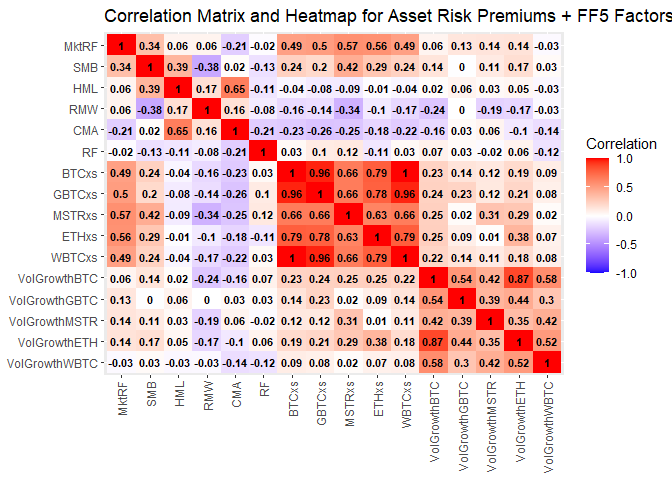 Correlation Matrix and Heatmap for Asset Risk Premiums + FF5 Factors
MktRF 1 0.34 0.06 0.06 -0.21 -0.02 0.49 0.5 0.57 0.56 0.49 0.06 0.13 0.14 0.14 -0.03
SMB 0.34 1 0.39 -0.38 0.02 -0.13 0.24 0.2 0.42 0.29 0.24 0.14 0 0.11 0.17 0.03
HML 0.06 0.39 1 0.17 0.65 -0.11 -0.04 -0.08 -0.09 -0.01 -0.04 0.02 0.06 0.03 0.05 -0.03
RMW 0.06 -0.38 0.17 1 0.16 -0.08 -0.16 -0.14 -0.34 -0.1 -0.17 -0.24 0 -0.19 -0.17 -0.03
CMA -0.21 0.02 0.65 0.16 1 -0.21 -0.23 -0.26 -0.25 -0.18 -0.22 -0.16 0.03 0.06 -0.1 -0.14
RF -0.02 -0.13 -0.11 -0.08 -0.21 1 0.03 0.1 0.12 -0.11 0.03 0.07 0.03 -0.02 0.06 -0.12
BTCxs 0.49 0.24 -0.04 -0.16 -0.23 0.03 1 0.96 0.66 0.79 1 0.23 0.14 0.12 0.19 0.09
GBTCxs 0.5 0.2 -0.08 -0.14 -0.26 0.1 0.96 1 0.66 0.78 0.96 0.24 0.23 0.12 0.21 0.08
MSTRxs 0.57 0.42 -0.09 -0.34 -0.25 0.12 0.66 0.66 1 0.63 0.66 0.25 0.02 0.31 0.29 0.02
ETHxs 0.56 0.29 -0.01 -0.1 -0.18 -0.11 0.79 0.78 0.63 1 0.79 0.25 0.09 0.01 0.38 0.07
WBTCxs 0.49 0.24 -0.04 -0.17 -0.22 0.03 1 0.96 0.66 0.79 1 0.22 0.14 0.11 0.18 0.08
VolGrowthBTC 0.06 0.14 0.02 -0.24 -0.16 0.07 0.23 0.24 0.25 0.25 0.22 1 0.54 0.42 0.87 0.58
VolGrowthGBTC 0.13 0 0.06 0 0.03 0.03 0.14 0.23 0.02 0.09 0.14 0.54 1 0.39 0.44 0.3
VolGrowthMSTR 0.14 0.11 0.03 -0.19 0.06 -0.02 0.12 0.12 0.31 0.01 0.11 0.42 0.39 1 0.35 0.42
VolGrowthETH 0.14 0.17 0.05 -0.17 -0.1 0.06 0.19 0.21 0.29 0.38 0.18 0.87 0.44 0.35 1 0.52
VolGrowthWBTC -0.03 0.03 -0.03 -0.03 -0.14 -0.12 0.09 0.08 0.02 0.07 0.08 0.58 0.3 0.42 0.52 1
MktRF SMB HML RMW CMA RF BTCxs GBTCxs MSTRxs ETHxs WBTCxs VolGrowthBTC VolGrowthGBTC VolGrowthMSTR VolGrowthETH VolGrowthWBTC
Correlation
1.0
0.5
0.0
-0.5
-1.0